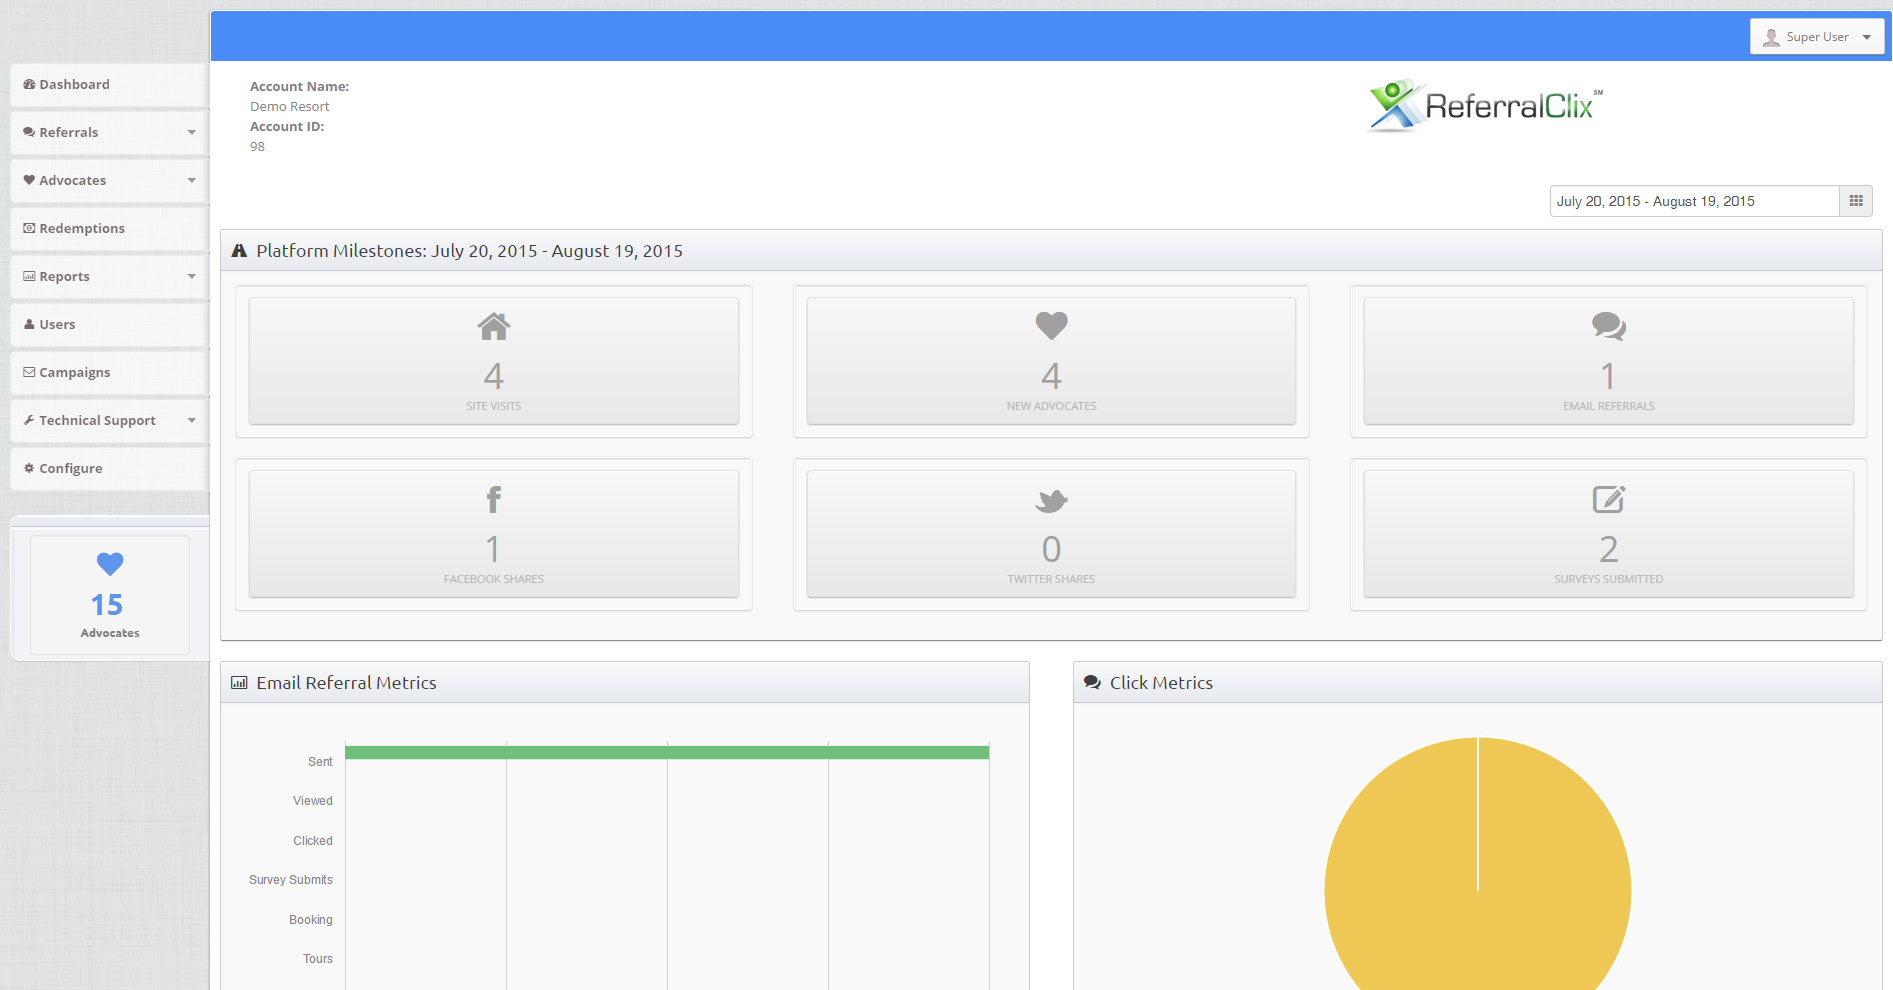 Super User
Dashboard
Referrals
Advocates
Redemptions
Reports
Users
Campaigns
Technical Support
Configure
15
Advocates
Account Name:
Demo Resort
Account ID:
98
ReferralClix SM
July 20, 2015 - August 19, 2015
Platform Milestones: July 20, 2015 - August 19, 2015
4
SITE VISITS
4
NEW ADVOCATES
1
EMAIL REFERRALS
1
FACEBOOK SHARES
0
TWITTER SHARES
2
SURVEYS SUBMITTED
Email Referral Metrics
Sent
Viewed
Clicked
Survey Submits
Booking
Tours
Click Metrics